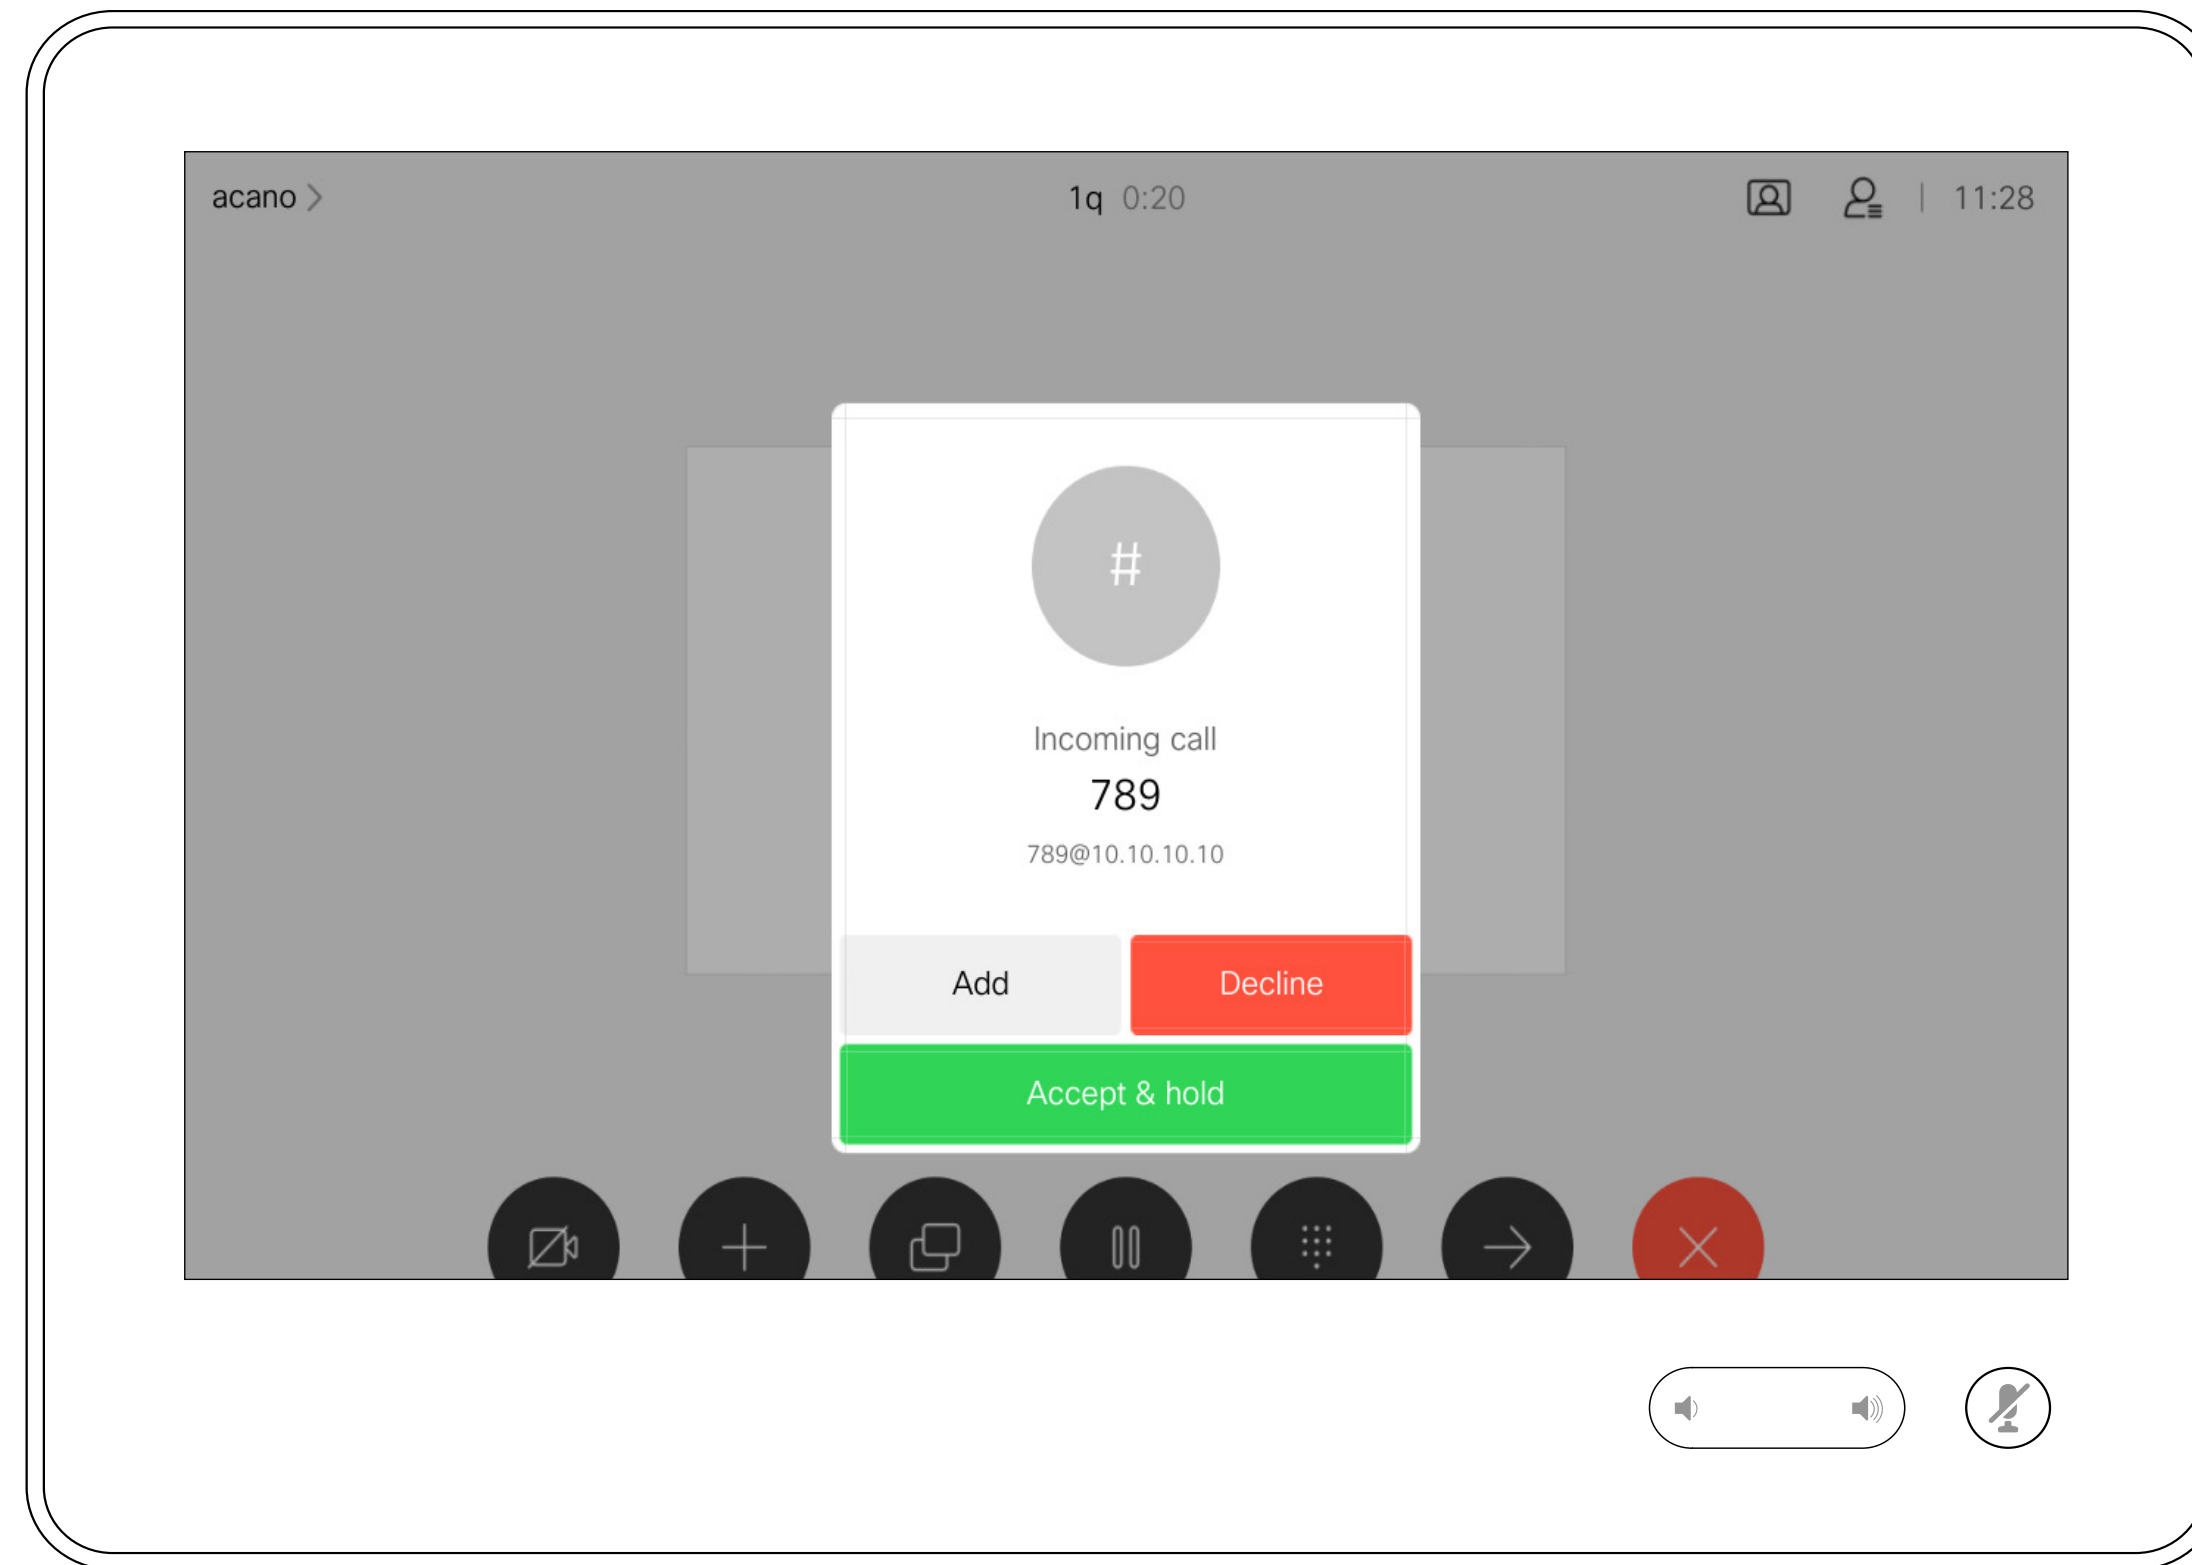 acano
1q 0:20
11:28
#
Incoming call
789
789@10.10.10.10
Add
Decline
Accept & hold